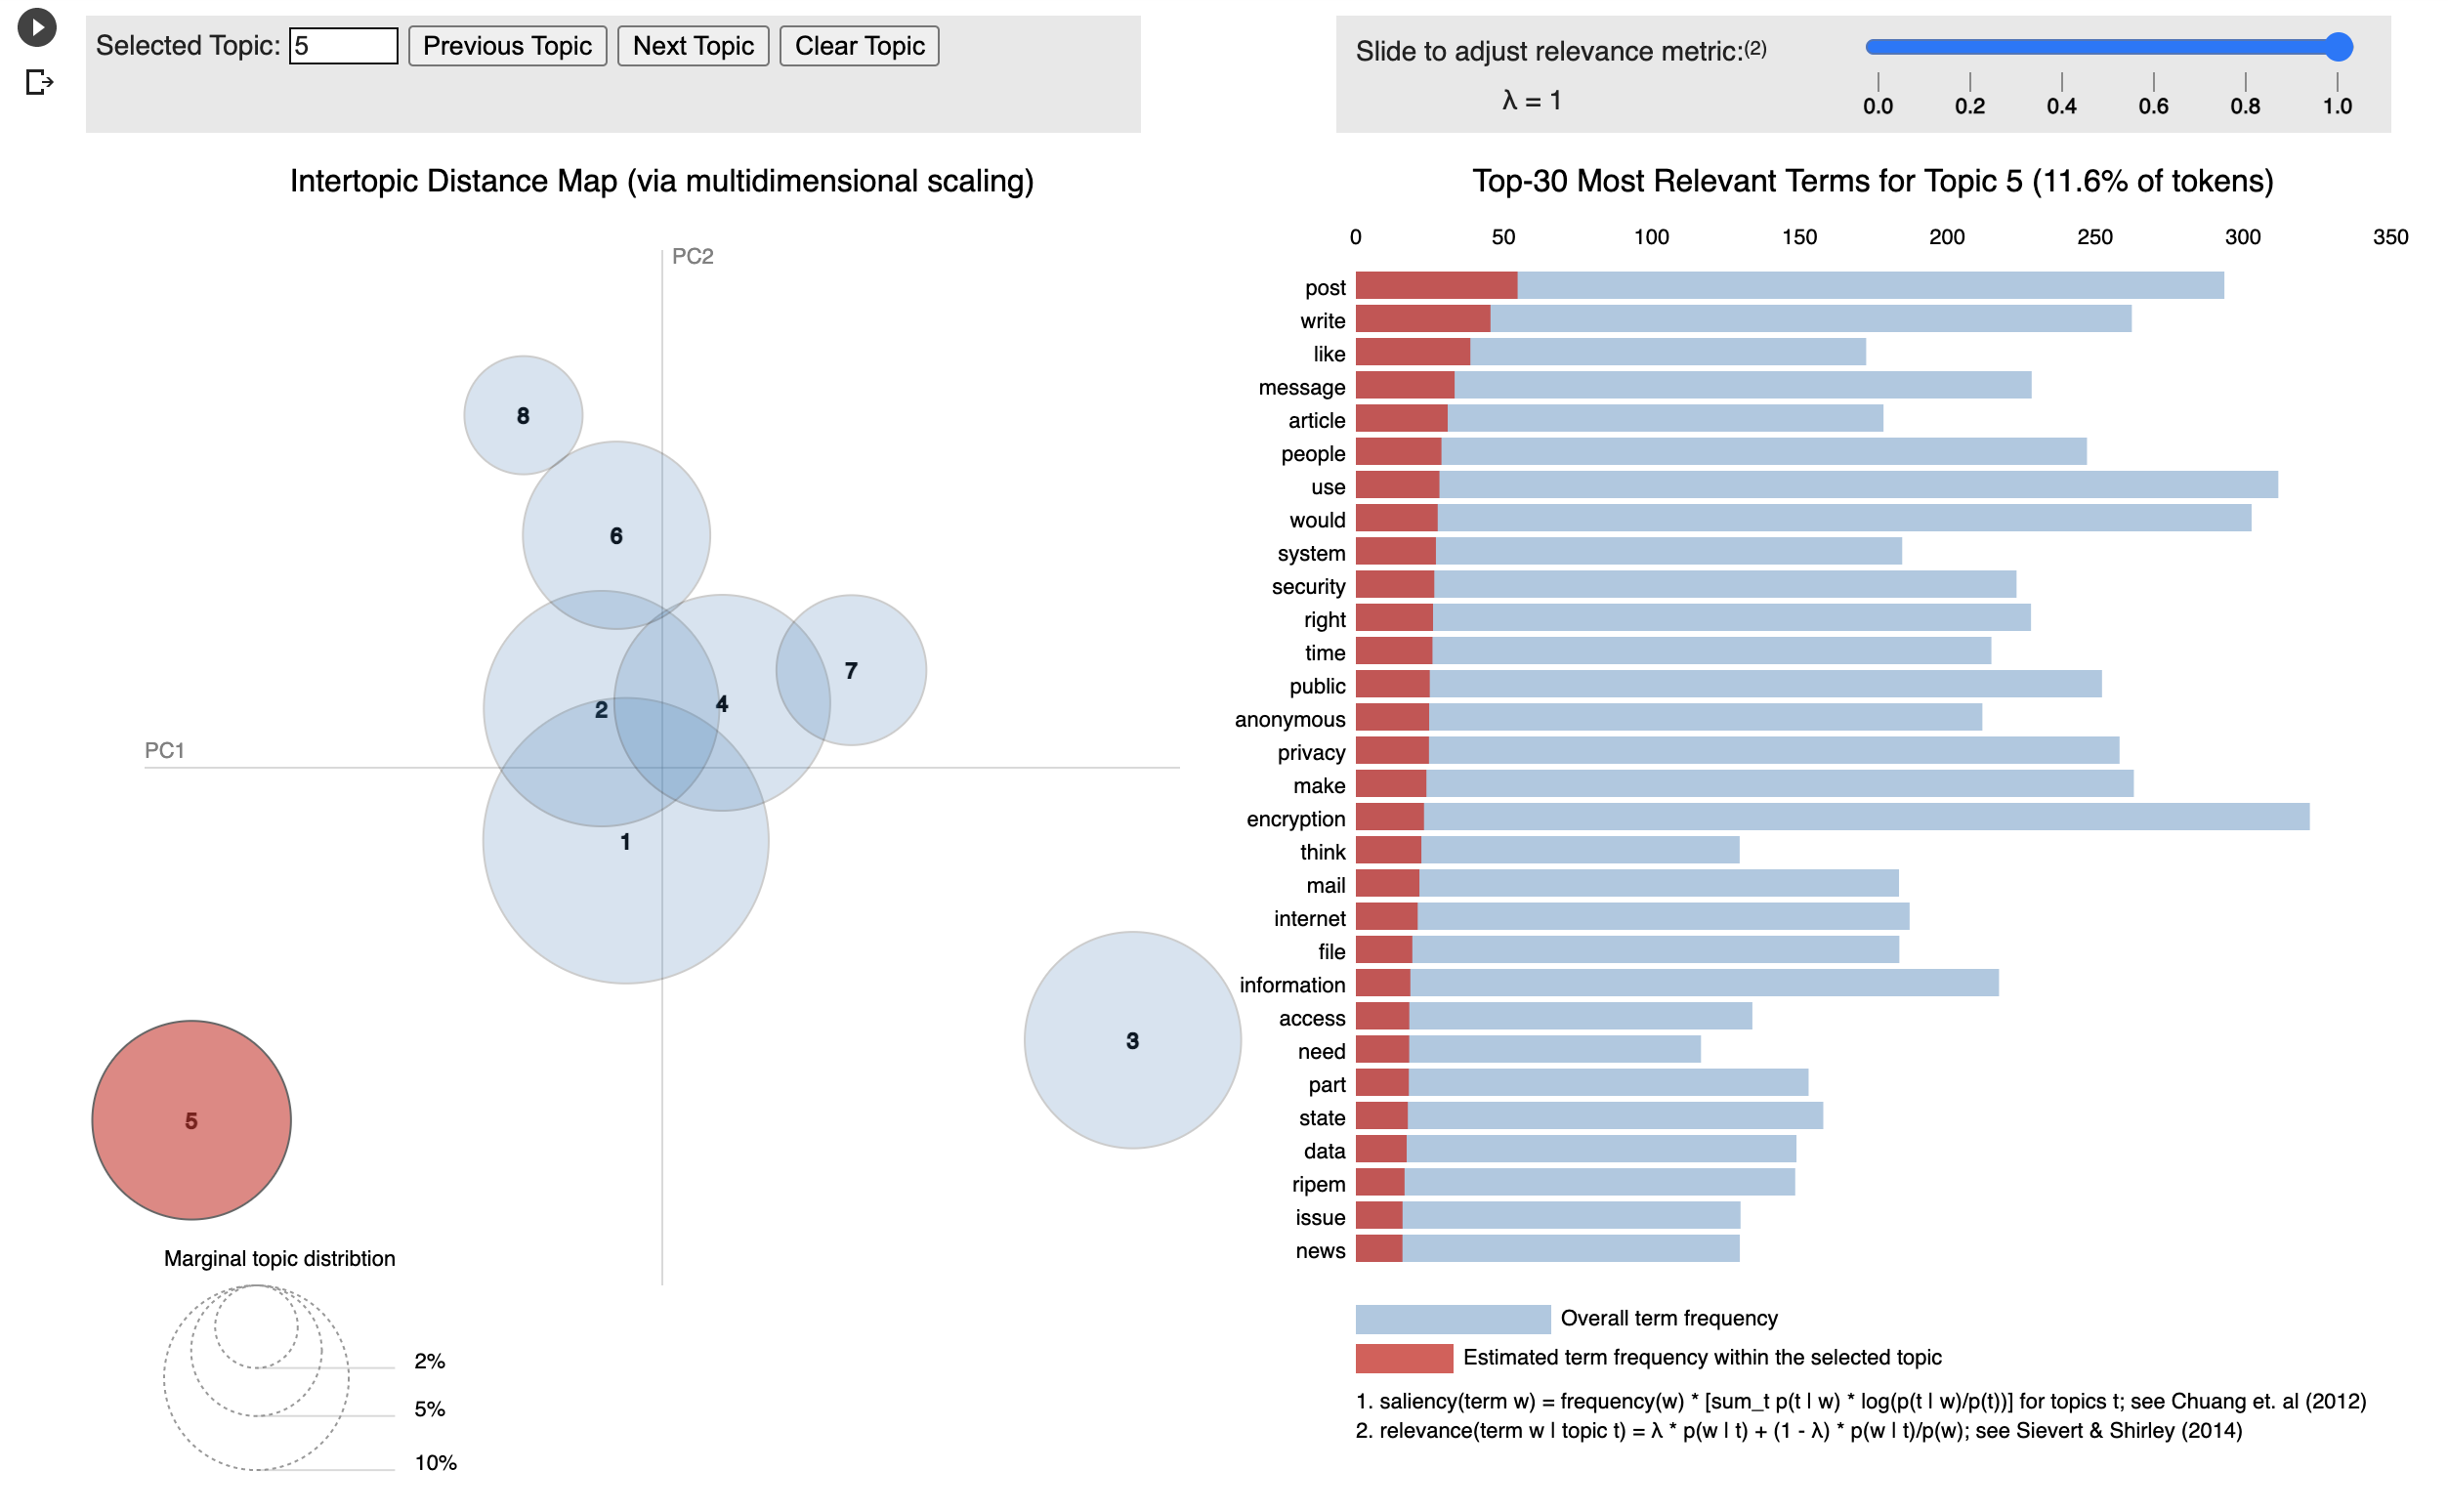 Selected Topic: 5 Previous Topic Next Topic Clear Topic
Slide to adjust relevance metric:(2)
λ = 1
0.0 0.2 0.4 0.6 0.8 1.0
Intertopic Distance Map (via multidimensional scaling)
PC2
8
6
7
4
2
PC1
1
3
5
Marginal topic distribtion
2%
5%
10%
Top-30 Most Relevant Terms for Topic 5 (11.6% of tokens)
0 50 100 150 200 250 300 350
post
write
like
message
article
people
use
would
system
security
right
time
public
anonymous
privacy
make
encryption
think
mail
internet
file
information
access
need
part
state
data
ripem
issue
news
Overall term frequency
Estimated term frequency within the selected topic
1. saliency(term w) = frequency(w) * [sum_t p(t | w) * log(p(t | w)/p(t))] for topics t; see Chuang et. al (2012)
2. relevance(term w | topic t) = λ * p(w | t) + (1 - λ) * p(w | t)/p(w); see Sievert & Shirley (2014)